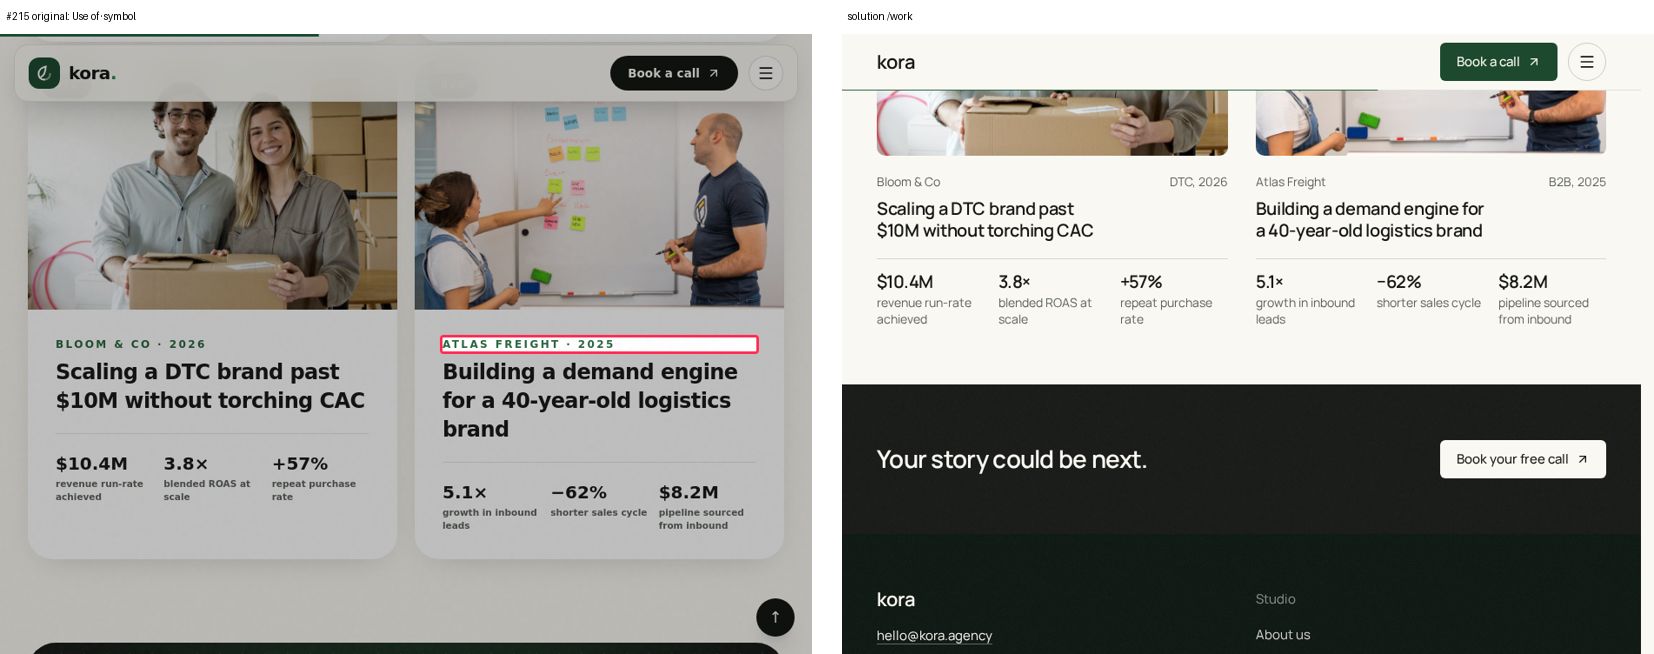 #215 original: Use of · symbol
kora.
Book a call ↗
BLOOM & CO · 2026
Scaling a DTC brand past
$10M without torching CAC
$10.4M
revenue run-rate
achieved
3.8×
blended ROAS at
scale
+57%
repeat purchase
rate
ATLAS FREIGHT · 2025
Building a demand engine
for a 40-year-old logistics
brand
5.1×
growth in inbound
leads
−62%
shorter sales cycle
$8.2M
pipeline sourced
from inbound
↑
solution /work
kora
Book a call ↗
Bloom & Co
DTC, 2026
Scaling a DTC brand past
$10M without torching CAC
$10.4M
revenue run-rate
achieved
3.8×
blended ROAS at
scale
+57%
repeat purchase
rate
Atlas Freight
B2B, 2025
Building a demand engine for
a 40-year-old logistics brand
5.1×
growth in inbound
leads
−62%
shorter sales cycle
$8.2M
pipeline sourced
from inbound
Your story could be next.
Book your free call ↗
kora
hello@kora.agency
Studio
About us